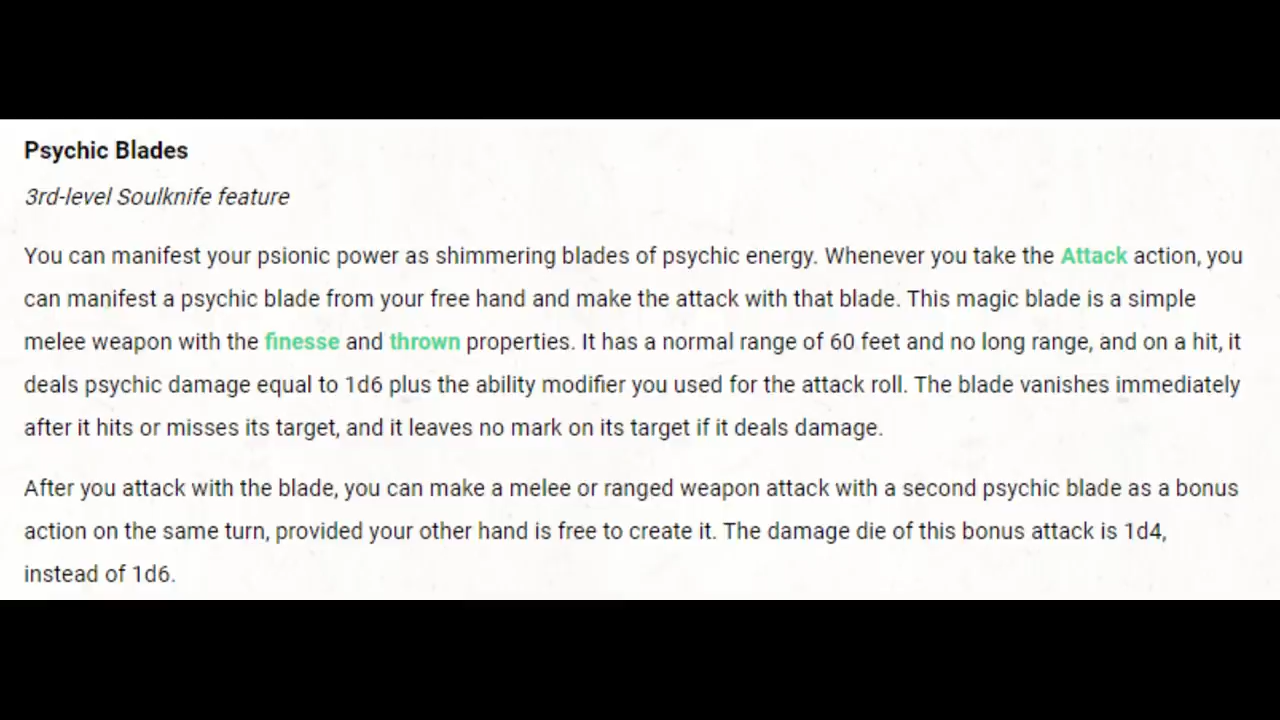 Psychic Blades
3rd-level Soulknife feature
You can manifest your psionic power as shimmering blades of psychic energy. Whenever you take the Attack action, you
can manifest a psychic blade from your free hand and make the attack with that blade. This magic blade is a simple
melee weapon with the finesse and thrown properties. It has a normal range of 60 feet and no long range, and on a hit, it
deals psychic damage equal to 1d6 plus the ability modifier you used for the attack roll. The blade vanishes immediately
after it hits or misses its target, and it leaves no mark on its target if it deals damage.
After you attack with the blade, you can make a melee or ranged weapon attack with a second psychic blade as a bonus
action on the same turn, provided your other hand is free to create it. The damage die of this bonus attack is 1d4,
instead of 1d6.